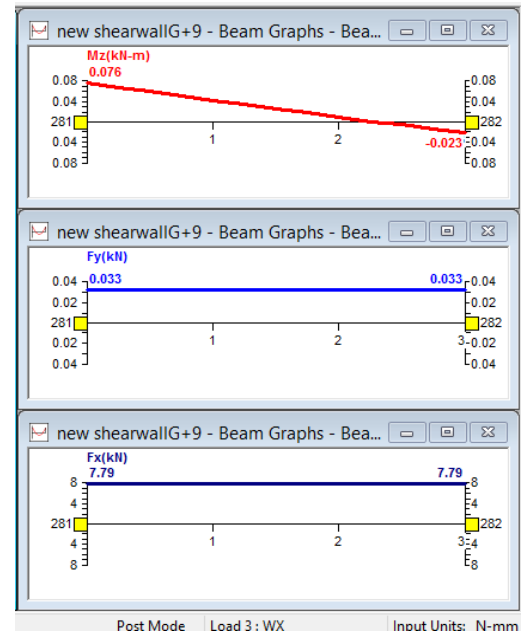 new shearwallG+9 - Beam Graphs - Bea...
Mz(kN-m)
0.076
0.08 0.08
0.04 0.04
281 282
1 2
0.04 -0.023 0.04
0.08 0.08
new shearwallG+9 - Beam Graphs - Bea...
Fy(kN)
0.04 0.033 0.033 0.04
0.02 0.02
281 282
0.02 1 2 3 0.02
0.04 0.04
new shearwallG+9 - Beam Graphs - Bea...
Fx(kN)
7.79 7.79
8 8
4 4
281 282
4 1 2 3 4
8 8
Post Mode Load 3 : WX Input Units: N-mm